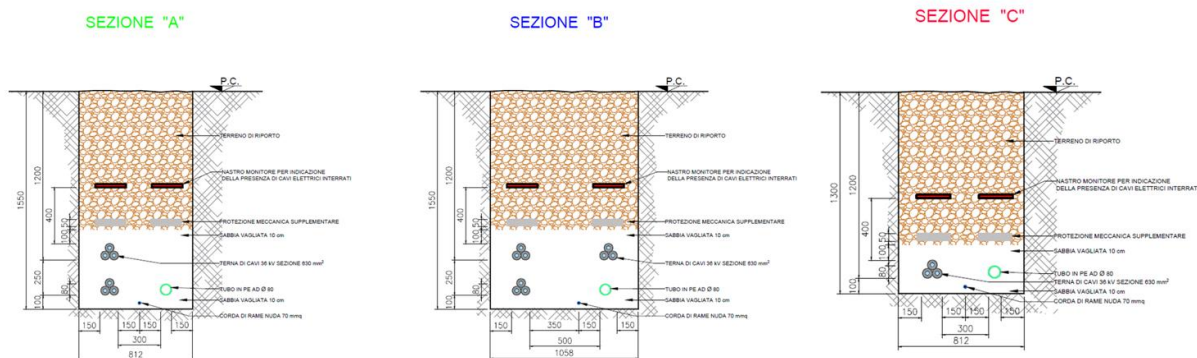 SEZIONE "A"
P.C.
TERRENO DI RIPORTO
NASTRO MONITORE PER INDICAZIONE
DELLA PRESENZA DI CAVI ELETTRICI INTERRATI
PROTEZIONE MECCANICA SUPPLEMENTARE
SABBIA VAGLIATA 10 cm
TERNA DI CAVI 36 kV SEZIONE 630 mm²
TUBO IN PE AD Ø 80
SABBIA VAGLIATA 10 cm
CORDA DI RAME NUDA 70 mmq
1550
1200
400
100 50
250
80
100
150 150 150 150
300
812
SEZIONE "B"
P.C.
TERRENO DI RIPORTO
NASTRO MONITORE PER INDICAZIONE
DELLA PRESENZA DI CAVI ELETTRICI INTERRATI
PROTEZIONE MECCANICA SUPPLEMENTARE
SABBIA VAGLIATA 10 cm
TERNA DI CAVI 36 kV SEZIONE 630 mm²
TUBO IN PE AD Ø 80
SABBIA VAGLIATA 10 cm
CORDA DI RAME NUDA 70 mmq
1550
1200
400
100 50
250
80
100
150 350 150 150
500
1058
SEZIONE "C"
P.C.
TERRENO DI RIPORTO
NASTRO MONITORE PER INDICAZIONE
DELLA PRESENZA DI CAVI ELETTRICI INTERRATI
PROTEZIONE MECCANICA SUPPLEMENTARE
SABBIA VAGLIATA 10 cm
TUBO IN PE AD Ø 80
TERNA DI CAVI 36 kV SEZIONE 630 mm²
SABBIA VAGLIATA 10 cm
CORDA DI RAME NUDA 70 mmq
1300
1200
400
100 50
80
100
150 150 150 150
300
812